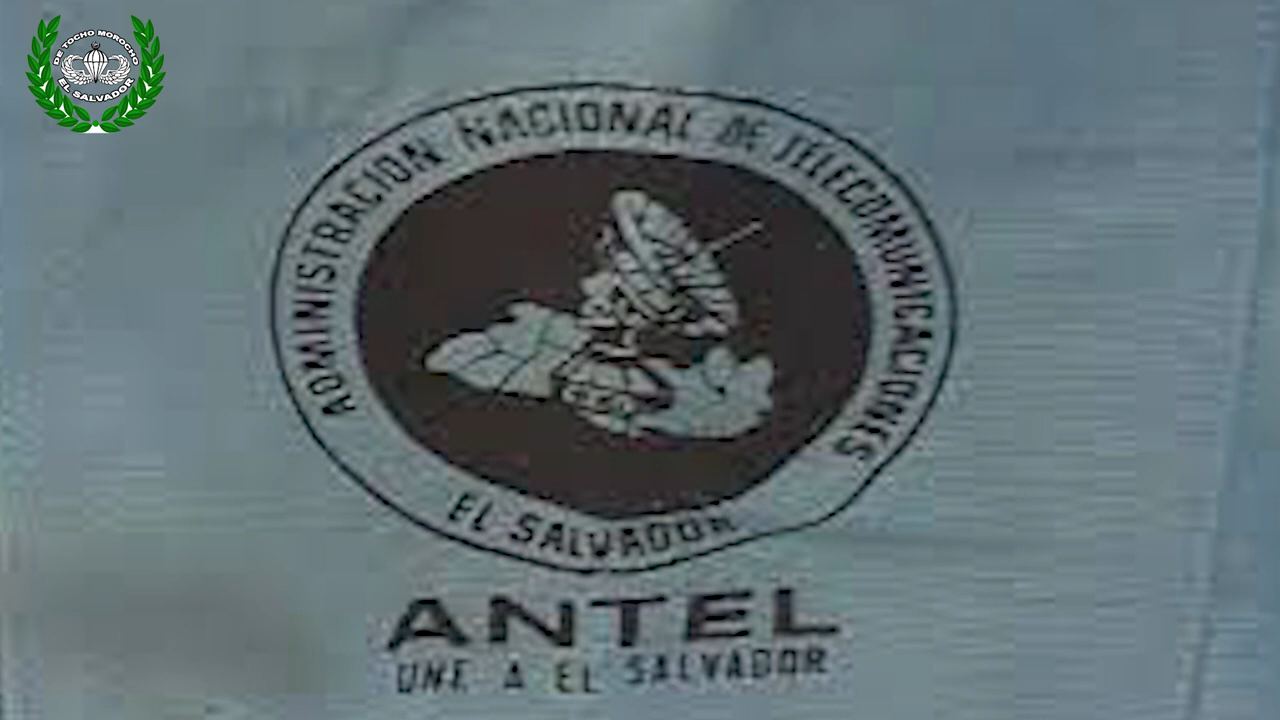 DE TOCHO MOROCHO
EL SALVADOR
ADMINISTRACION NACIONAL DE TELECOMUNICACIONES
EL SALVADOR
ANTEL
UNE A EL SALVADOR